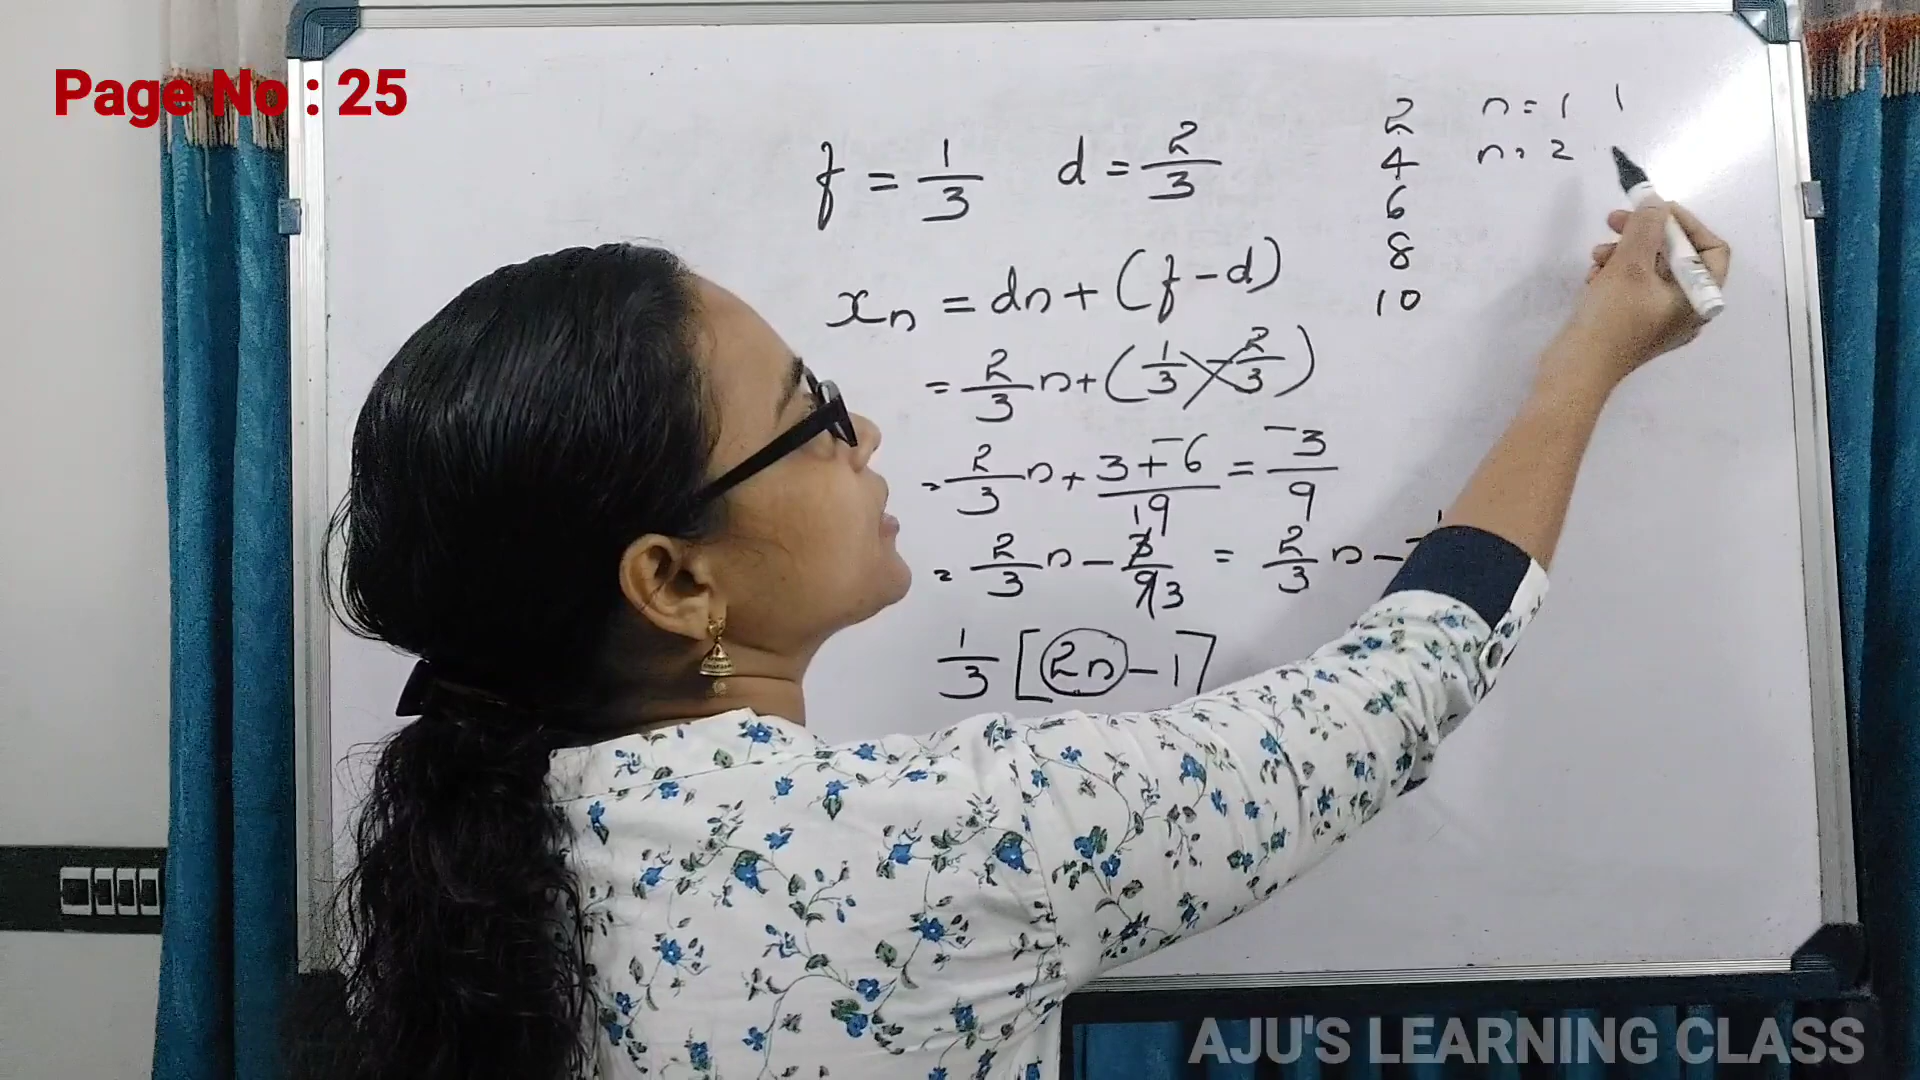 Page No : 25
f = 1/3 d = 2/3
xn = dn + (f - d)
= 2/3 n + (1/3 - 2/3)
= 2/3 n + 3 + -6 / 19 = -3/9
= 2/3 n - 3/9 3 = 2/3 n -
1/3 [2n - 1]
2 n = 1 1
4 n = 2
6
8
10
AJU'S LEARNING CLASS